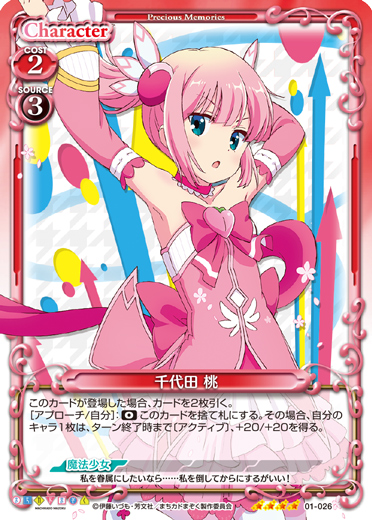 Precious Memories
Character
COST
2
SOURCE
3
千代田 桃
このカードが登場した場合、カードを2枚引く。
[アプローチ/自分]:このカードを捨て札にする。その場合、自分の
キャラ1枚は、ターン終了時まで[アクティブ]、+20/+20を得る。
魔法少女
私を眷属にしたいなら……私を倒してからにするがいい!
©伊藤いづも・芳文社/まちカドまぞく製作委員会
01-026